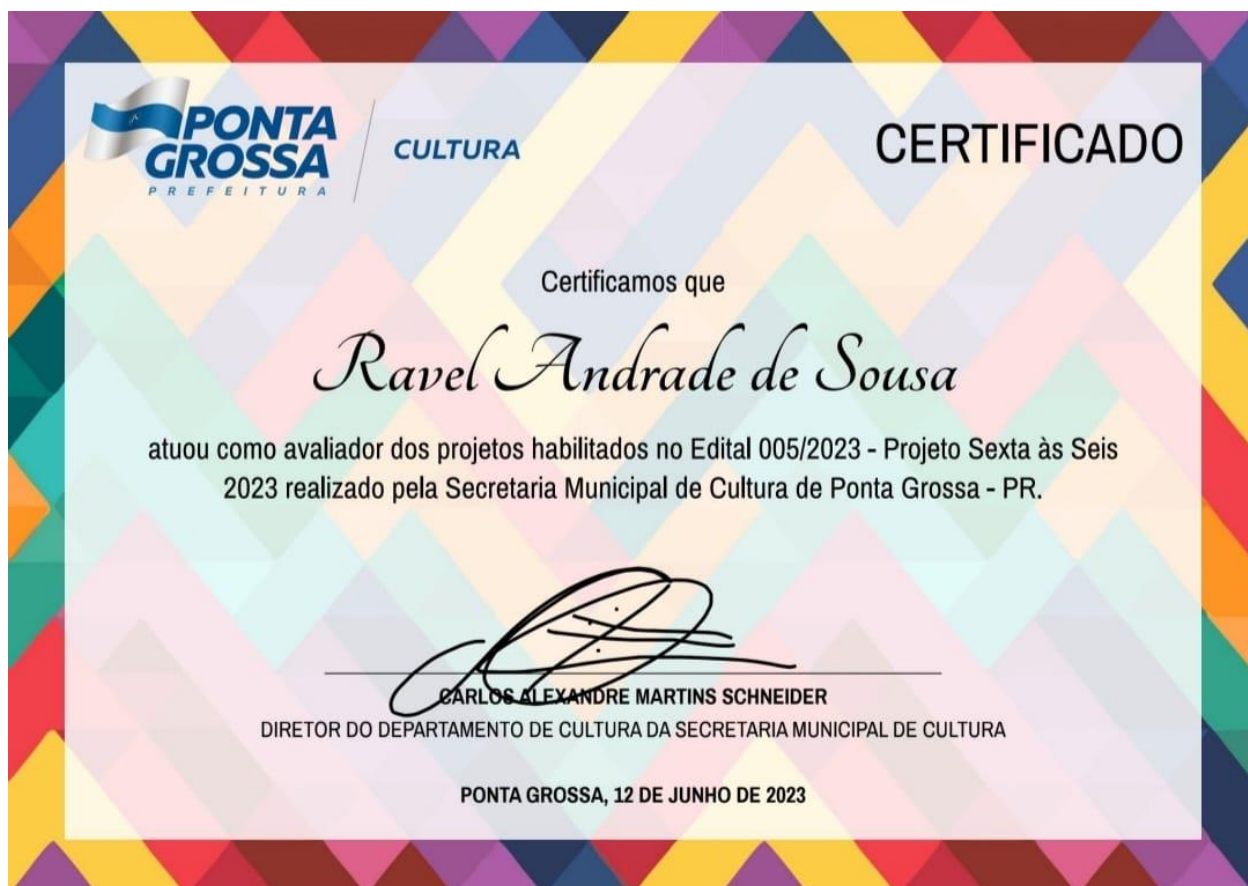 PONTA
GROSSA
PREFEITURA
CULTURA
CERTIFICADO
Certificamos que
Ravel Andrade de Sousa
atuou como avaliador dos projetos habilitados no Edital 005/2023 - Projeto Sexta às Seis
2023 realizado pela Secretaria Municipal de Cultura de Ponta Grossa - PR.
CARLOS ALEXANDRE MARTINS SCHNEIDER
DIRETOR DO DEPARTAMENTO DE CULTURA DA SECRETARIA MUNICIPAL DE CULTURA
PONTA GROSSA, 12 DE JUNHO DE 2023